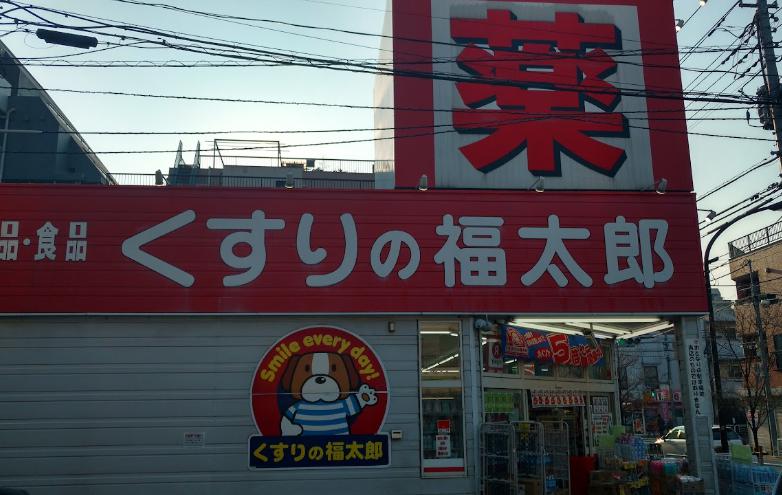 薬
品・食品 くすりの福太郎
Smile every day!
くすりの福太郎